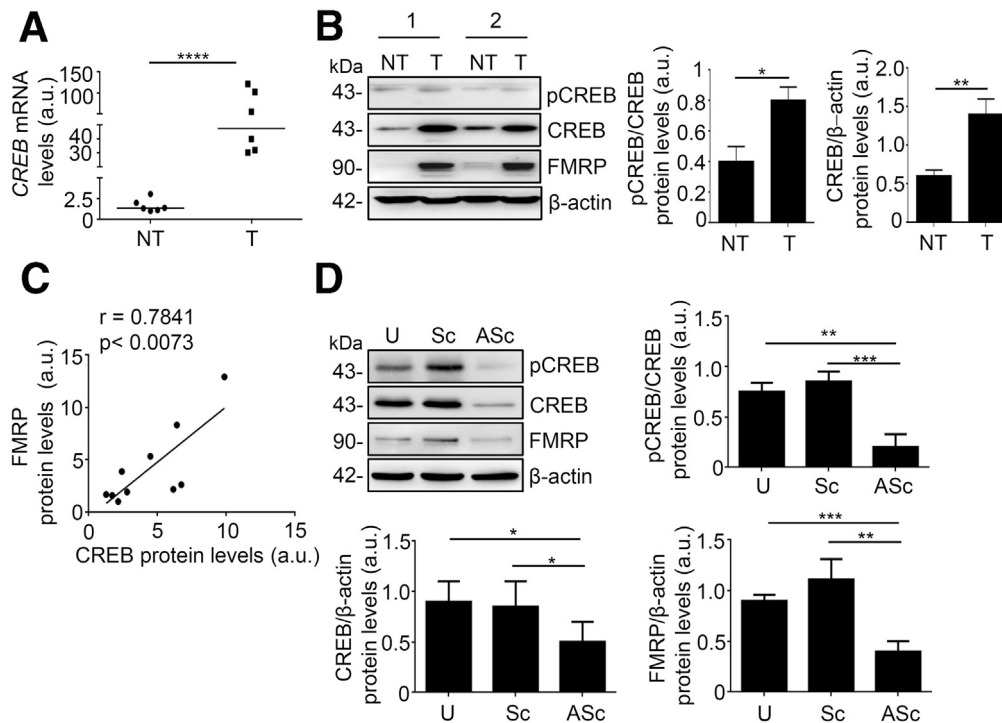 A
****
CREB mRNA
levels (a.u.)
150
100
40
30
2.5
0
NT
T
B
1
2
NT
T
NT
T
kDa
43-
pCREB
43-
CREB
90-
FMRP
42-
β-actin
pCREB/CREB
protein levels (a.u.)
1
0.8
0.6
0.4
0.2
0
*
NT
T
CREB/β-actin
protein levels (a.u.)
2.0
1.5
1.0
0.5
0
**
NT
T
C
r = 0.7841
p< 0.0073
FMRP
protein levels (a.u.)
15
10
5
0
0
5
10
15
CREB protein levels (a.u.)
D
U
Sc
ASc
kDa
43-
pCREB
43-
CREB
90-
FMRP
42-
β-actin
pCREB/CREB
protein levels (a.u.)
1.5
1.0
0.5
0
**
***
U
Sc
ASc
CREB/β-actin
protein levels (a.u.)
1.5
1.0
0.5
0
*
*
U
Sc
ASc
FMRP/β-actin
protein levels (a.u.)
1.5
1.0
0.5
0
***
**
U
Sc
ASc